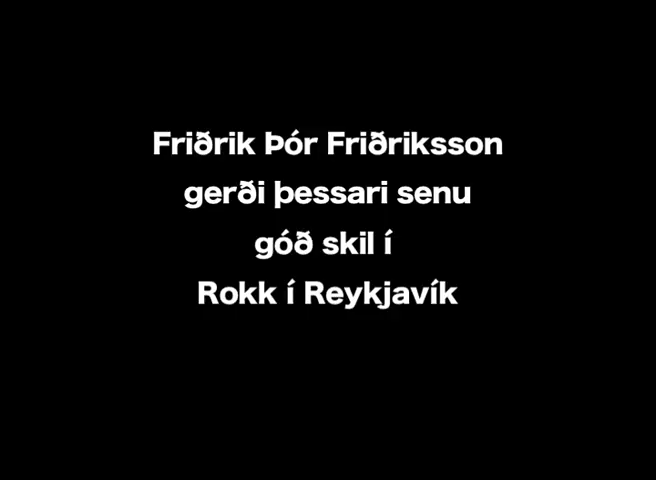 Friðrik Þór Friðriksson
gerði þessari senu
góð skil í
Rokk í Reykjavík